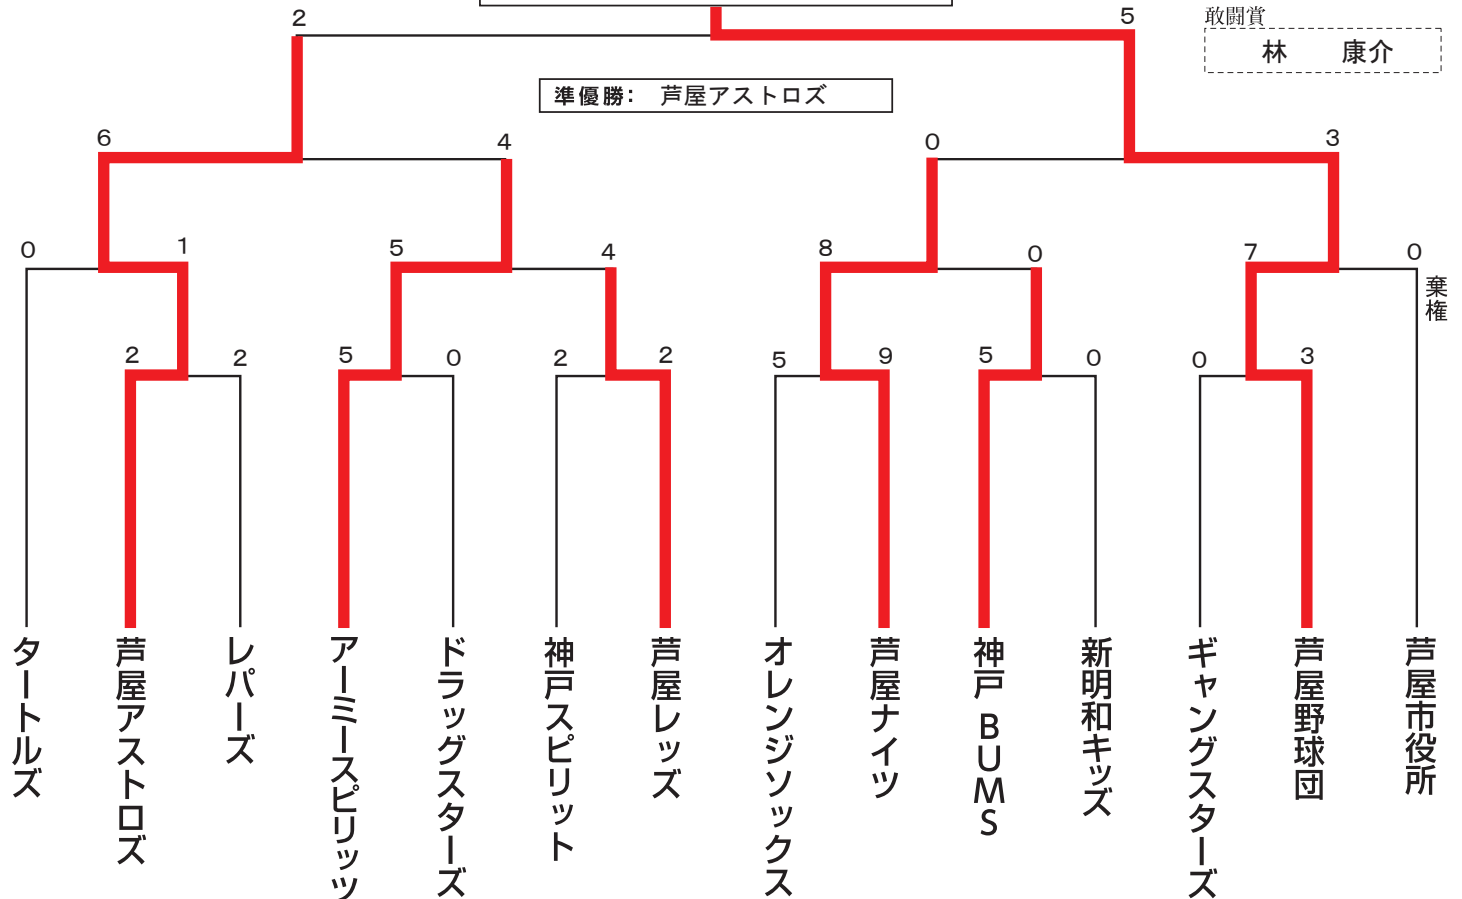 2
5
敢闘賞
林 康介
準優勝： 芦屋アストロズ
6
4
0
3
0
1
5
4
8
0
7
0
棄権
2
2
5
0
2
2
5
9
5
0
0
3
タートルズ
芦屋アストロズ
レパーズ
アーミースピリッツ
ドラッグスターズ
神戸スピリット
芦屋レッズ
オレンジソックス
芦屋ナイツ
神戸 BUMS
新明和キッズ
ギャングスターズ
芦屋野球団
芦屋市役所